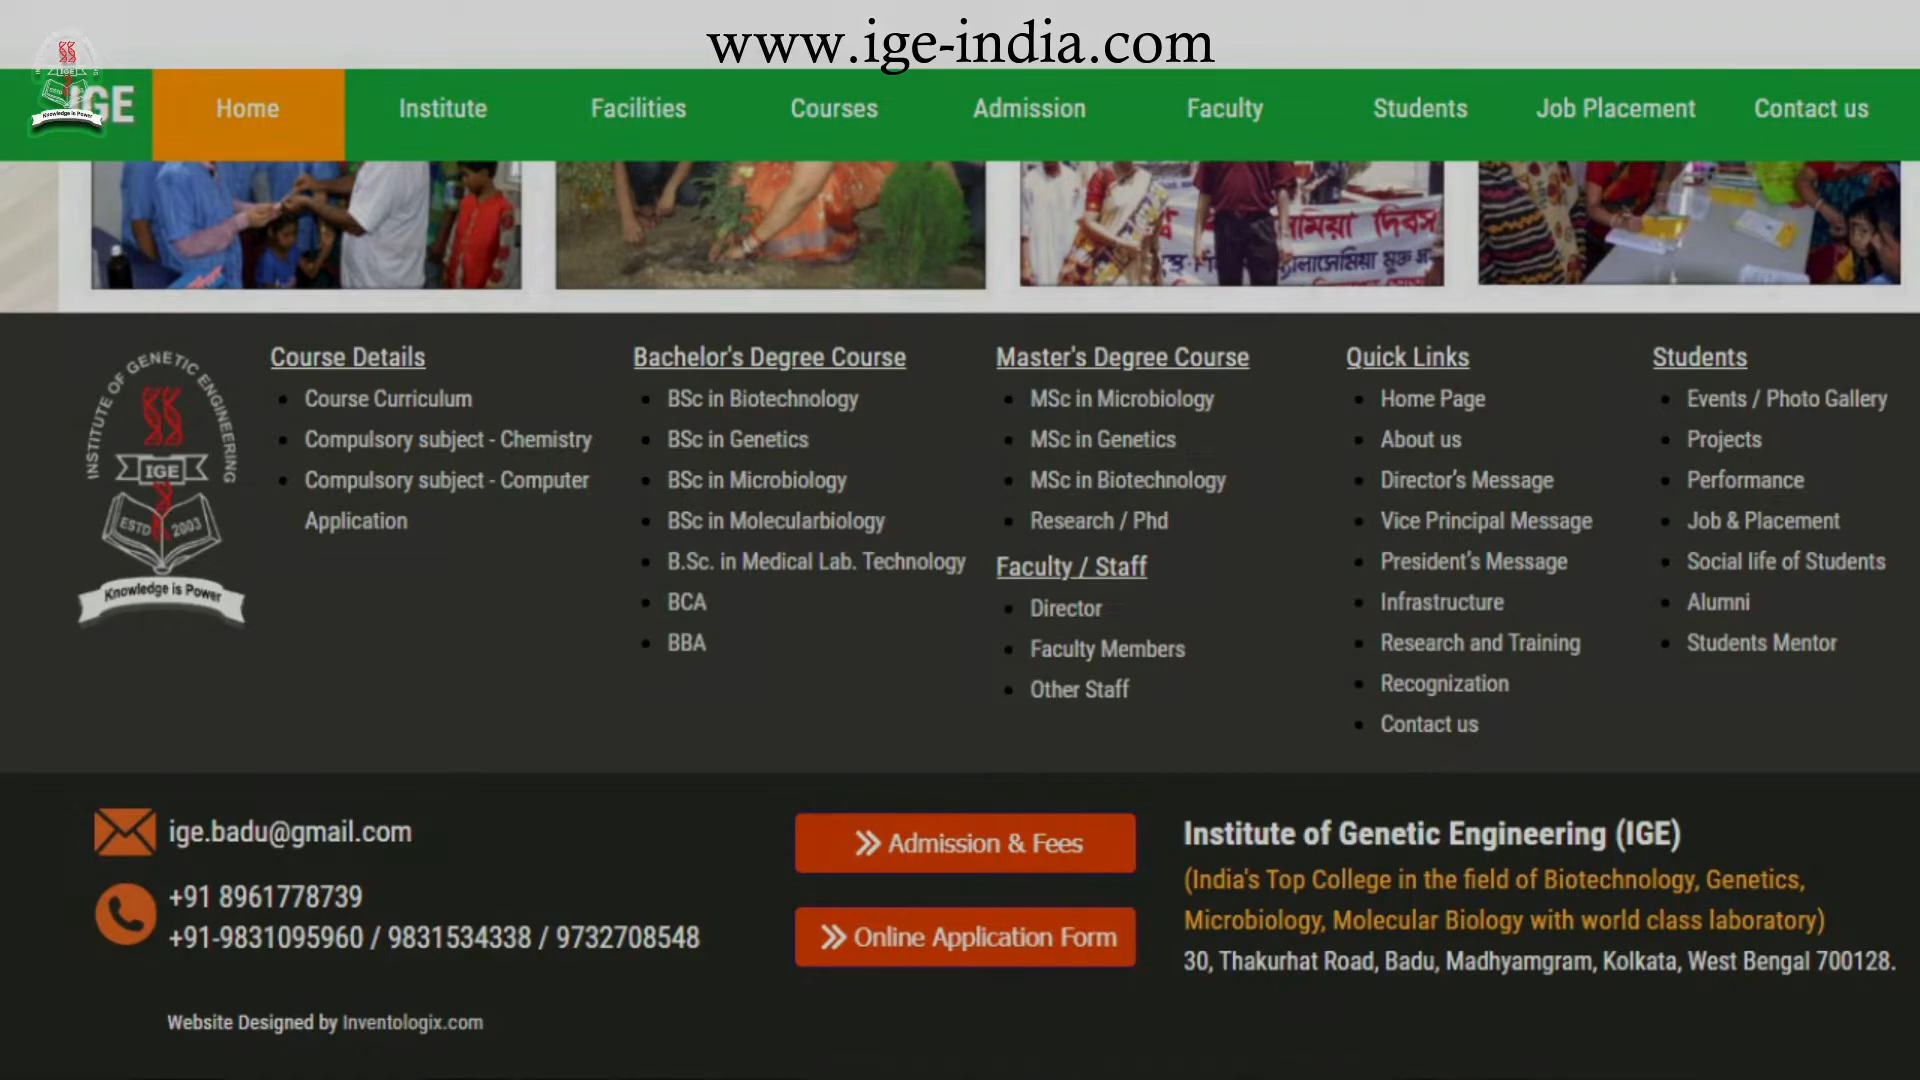 www.ige-india.com
IGE
IGE
Knowledge is Power
Home
Institute
Facilities
Courses
Admission
Faculty
Students
Job Placement
Contact us
INSTITUTE OF GENETIC ENGINEERING
IGE
ESTD 2003
Knowledge is Power
Course Details
Course Curriculum
Compulsory subject - Chemistry
Compulsory subject - Computer
Application
Bachelor's Degree Course
BSc in Biotechnology
BSc in Genetics
BSc in Microbiology
BSc in Molecularbiology
B.Sc. in Medical Lab. Technology
BCA
BBA
Master's Degree Course
MSc in Microbiology
MSc in Genetics
MSc in Biotechnology
Research / Phd
Faculty / Staff
Director
Faculty Members
Other Staff
Quick Links
Home Page
About us
Director's Message
Vice Principal Message
President's Message
Infrastructure
Research and Training
Recognization
Contact us
Students
Events / Photo Gallery
Projects
Performance
Job & Placement
Social life of Students
Alumni
Students Mentor
ige.badu@gmail.com
+91 8961778739
+91-9831095960 / 9831534338 / 9732708548
Website Designed by Inventologix.com
Admission & Fees
Online Application Form
Institute of Genetic Engineering (IGE)
(India's Top College in the field of Biotechnology, Genetics,
Microbiology, Molecular Biology with world class laboratory)
30, Thakurhat Road, Badu, Madhyamgram, Kolkata, West Bengal 700128.